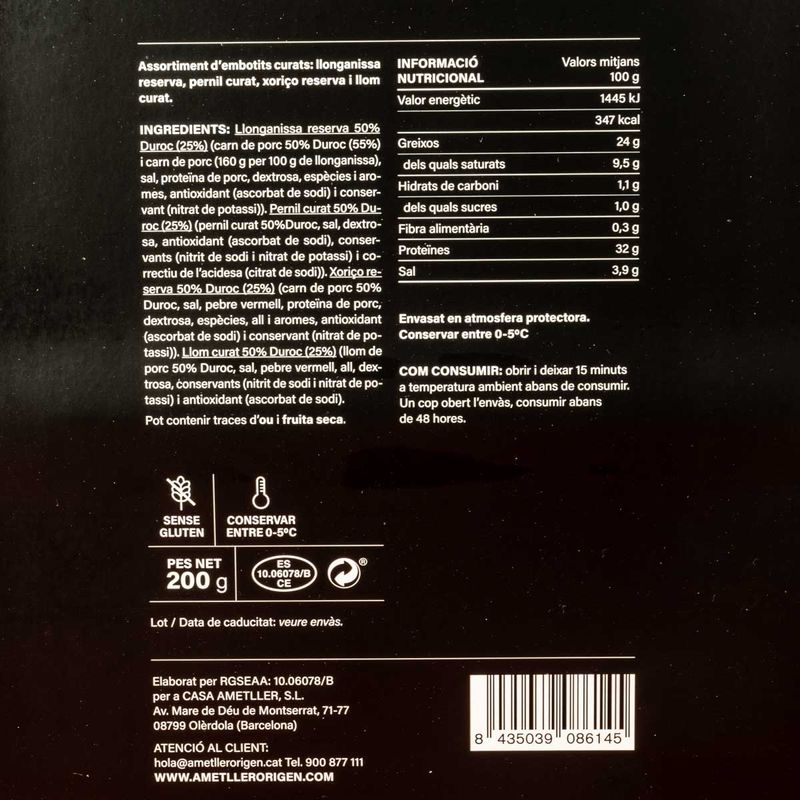 Assortiment d'embotits curats: llonganissa
reserva, pernil curat, xoriço reserva i llom
curat.
INGREDIENTS: Llonganissa reserva 50%
Duroc (25%) (carn de porc 50% Duroc (55%)
i carn de porc (160 g per 100 g de llonganissa),
sal, proteïna de porc, dextrosa, espècies i aro-
mes, antioxidant (ascorbat de sodi) i conser-
vant (nitrat de potassi)). Pernil curat 50% Du-
roc (25%) (pernil curat 50%Duroc, sal, dextro-
sa, antioxidant (ascorbat de sodi), conser-
vants (nitrit de sodi i nitrat de potassi) i co-
rrectiu de l'acidesa (citrat de sodi)). Xoriço re-
serva 50% Duroc (25%) (carn de porc 50%
Duroc, sal, pebre vermell, proteïna de porc,
dextrosa, espècies, all i aromes, antioxidant
(ascorbat de sodi) i conservant (nitrat de po-
tassi)). Llom curat 50% Duroc (25%) (llom de
porc 50% Duroc, sal, pebre vermell, all, dex-
trosa, conservants (nitrit de sodi i nitrat de po-
tassi) i antioxidant (ascorbat de sodi).
Pot contenir traces d'ou i fruita seca.
INFORMACIÓ NUTRICIONAL Valors mitjans 100 g
Valor energètic 1445 kJ
347 kcal
Greixos 24 g
dels quals saturats 9,5 g
Hidrats de carboni 1,1 g
dels quals sucres 1,0 g
Fibra alimentària 0,3 g
Proteïnes 32 g
Sal 3,9 g
Envasat en atmosfera protectora.
Conservar entre 0-5ºC
COM CONSUMIR: obrir i deixar 15 minuts
a temperatura ambient abans de consumir.
Un cop obert l'envàs, consumir abans
de 48 hores.
SENSE
GLUTEN
CONSERVAR
ENTRE 0-5ºC
PES NET
200 g
ES
10.06078/B
CE
®
Lot / Data de caducitat: veure envàs.
Elaborat per RGSEAA: 10.06078/B
per a CASA AMETLLER, S.L.
Av. Mare de Déu de Montserrat, 71-77
08799 Olèrdola (Barcelona)
ATENCIÓ AL CLIENT:
hola@ametllerorigen.cat Tel. 900 877 111
WWW.AMETLLERORIGEN.COM
8 435039 086145